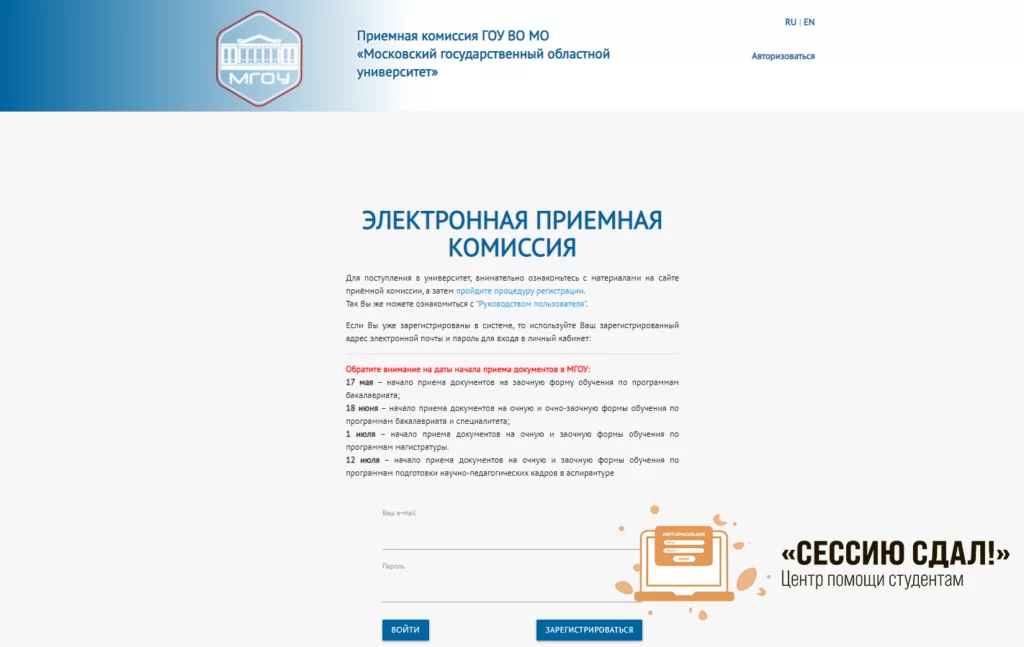 МГОУ
Приемная комиссия ГОУ ВО МО
«Московский государственный областной
университет»
RU | EN
Авторизоваться
ЭЛЕКТРОННАЯ ПРИЕМНАЯ
КОМИССИЯ
Для поступления в университет, внимательно ознакомьтесь с материалами на сайте
приёмной комиссии, а затем пройдите процедуру регистрации.
Так Вы же можете ознакомиться с "Руководством пользователя".
Если Вы уже зарегистрированы в системе, то используйте Ваш зарегистрированный
адрес электронной почты и пароль для входа в личный кабинет:
Обратите внимание на даты начала приема документов в МГОУ:
17 мая – начало приема документов на заочную форму обучения по программам
бакалавриата;
18 июня – начало приема документов на очную и очно-заочную формы обучения по
программам бакалавриата и специалитета;
1 июля – начало приема документов на очную и заочную формы обучения по
программам магистратуры.
12 июля – начало приема документов на очную и заочную формы обучения по
программам подготовки научно-педагогических кадров в аспирантуре
Ваш e-mail
Пароль
ВОЙТИ
ЗАРЕГИСТРИРОВАТЬСЯ
АВТОРИЗАЦИЯ
«СЕССИЮ СДАЛ!»
Центр помощи студентам